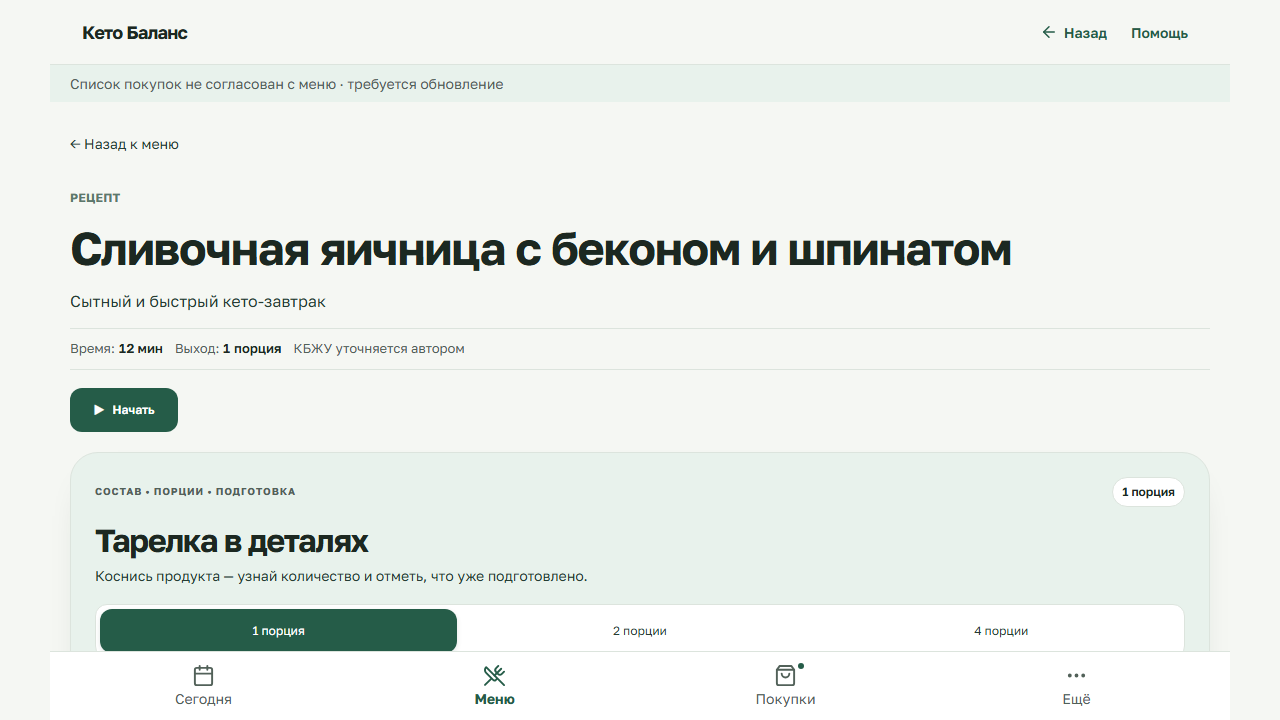 Кето Баланс
← Назад Помощь
Список покупок не согласован с меню · требуется обновление
← Назад к меню
РЕЦЕПТ
Сливочная яичница с беконом и шпинатом
Сытный и быстрый кето-завтрак
Время: 12 мин Выход: 1 порция КБЖУ уточняется автором
▶ Начать
СОСТАВ • ПОРЦИИ • ПОДГОТОВКА
1 порция
Тарелка в деталях
Коснись продукта — узнай количество и отметь, что уже подготовлено.
1 порция 2 порции 4 порции
Сегодня Меню Покупки Ещё